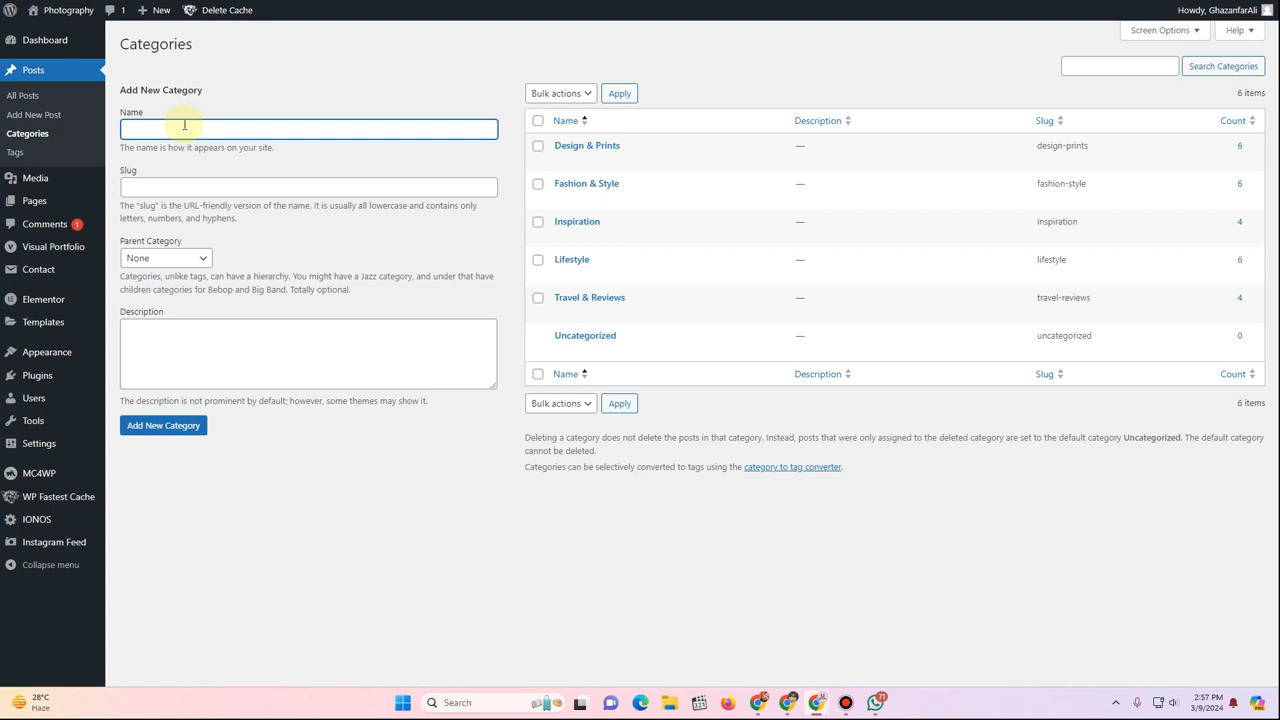 Photography 1 New Delete Cache Howdy, GhazanfarAli
Dashboard
Posts
All Posts
Add New Post
Categories
Tags
Media
Pages
Comments 1
Visual Portfolio
Contact
Elementor
Templates
Appearance
Plugins
Users
Tools
Settings
MC4WP
WP Fastest Cache
IONOS
Instagram Feed
Collapse menu
Screen Options Help
Categories
Search Categories
Add New Category
Name
The name is how it appears on your site.
Slug
The “slug” is the URL-friendly version of the name. It is usually all lowercase and contains only
letters, numbers, and hyphens.
Parent Category
None
Categories, unlike tags, can have a hierarchy. You might have a Jazz category, and under that have
children categories for Bebop and Big Band. Totally optional.
Description
The description is not prominent by default; however, some themes may show it.
Add New Category
Bulk actions Apply 6 items
Name Description Slug Count
Design & Prints — design-prints 6
Fashion & Style — fashion-style 6
Inspiration — inspiration 4
Lifestyle — lifestyle 6
Travel & Reviews — travel-reviews 4
Uncategorized — uncategorized 0
Name Description Slug Count
Bulk actions Apply 6 items
Deleting a category does not delete the posts in that category. Instead, posts that were only assigned to the deleted category are set to the default category Uncategorized. The default category
cannot be deleted.
Categories can be selectively converted to tags using the category to tag converter.
28°C
Haze
Search
71
2:57 PM
3/9/2024